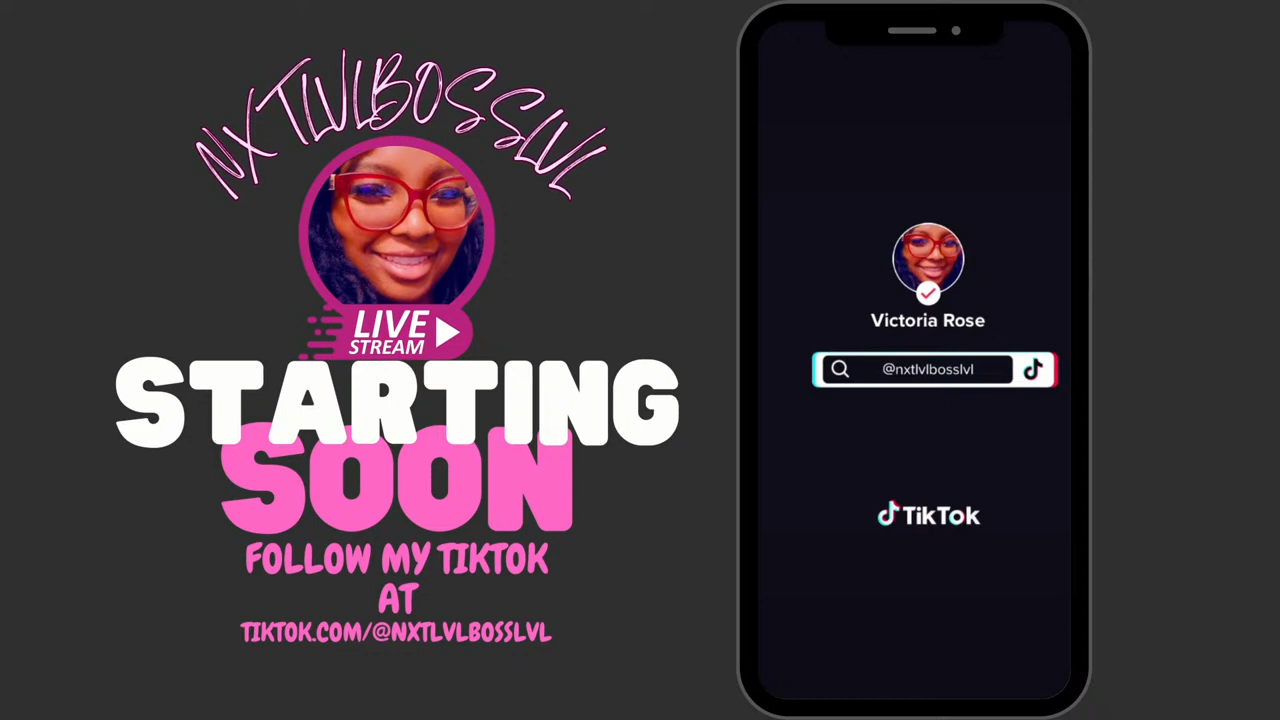 NXTLVLBOSSLVL
LIVE
STREAM
STARTING
SOON
FOLLOW MY TIKTOK
AT
TIKTOK.COM/@NXTLVLBOSSLVL
Victoria Rose
@nxtlvlbosslvl
TikTok